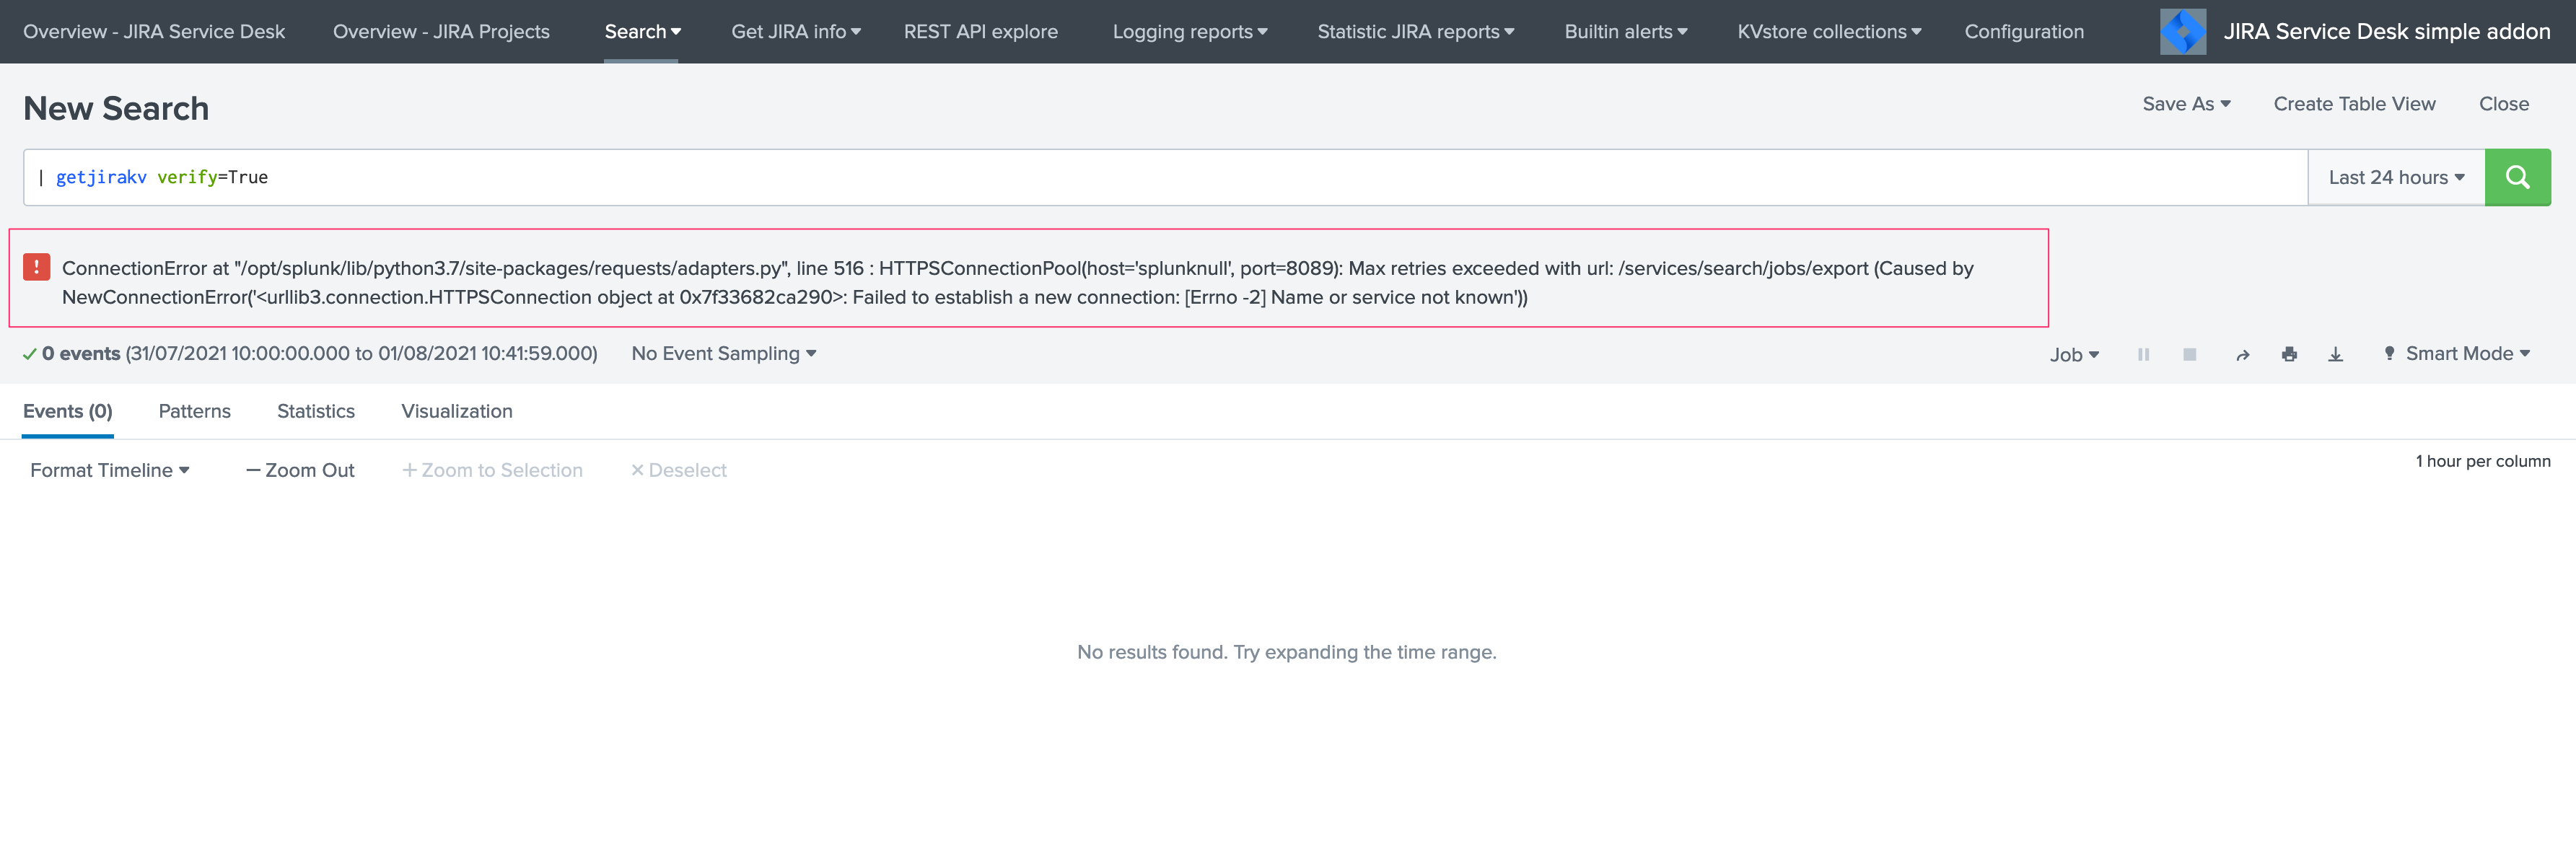 Overview - JIRA Service Desk Overview - JIRA Projects Search Get JIRA info REST API explore Logging reports Statistic JIRA reports Builtin alerts KVstore collections Configuration JIRA Service Desk simple addon
New Search Save As Create Table View Close
| getjirakv verify=True Last 24 hours
! ConnectionError at "/opt/splunk/lib/python3.7/site-packages/requests/adapters.py", line 516 : HTTPSConnectionPool(host='splunknull', port=8089): Max retries exceeded with url: /services/search/jobs/export (Caused by
NewConnectionError('<urllib3.connection.HTTPSConnection object at 0x7f33682ca290>: Failed to establish a new connection: [Errno -2] Name or service not known'))
0 events (31/07/2021 10:00:00.000 to 01/08/2021 10:41:59.000) No Event Sampling Job Smart Mode
Events (0) Patterns Statistics Visualization
Format Timeline — Zoom Out + Zoom to Selection × Deselect 1 hour per column
No results found. Try expanding the time range.